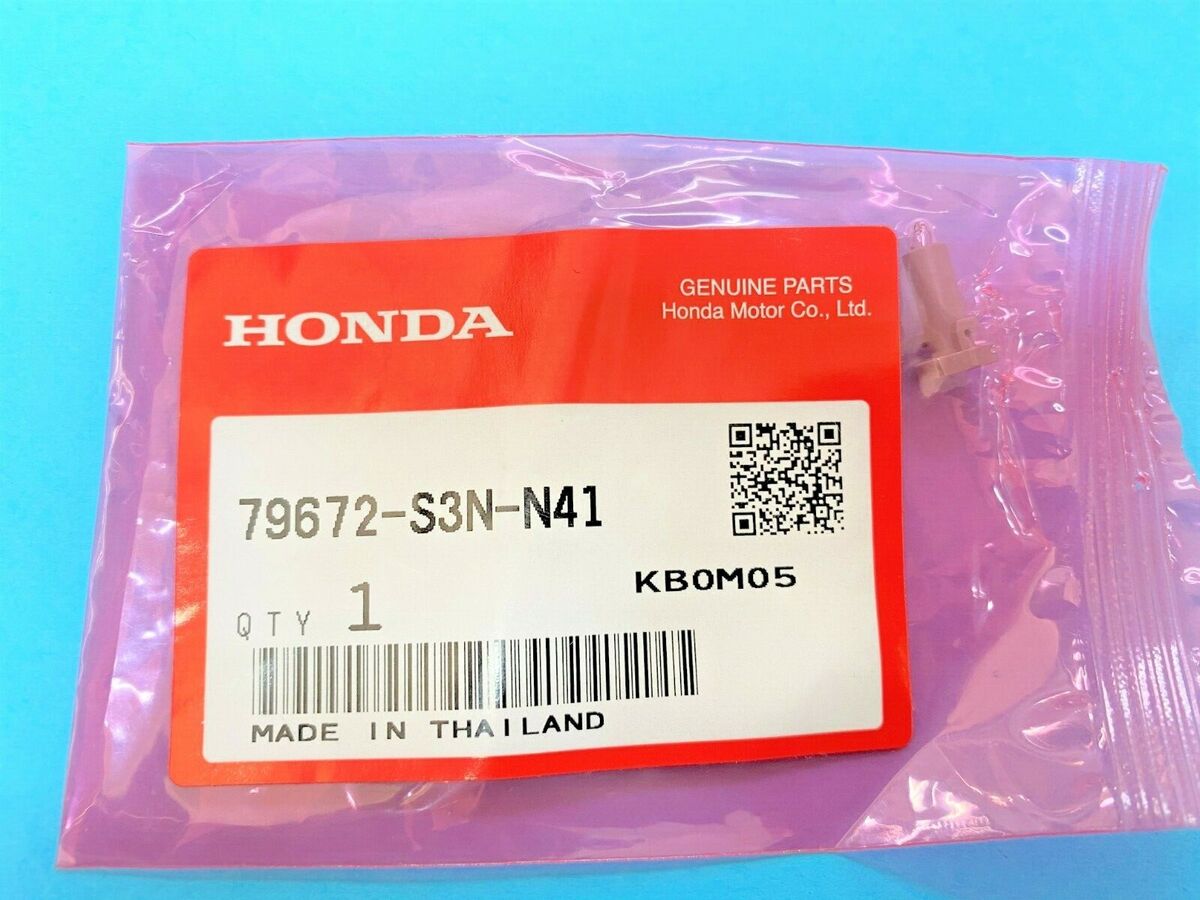 HONDA
GENUINE PARTS
Honda Motor Co., Ltd.
79672-S3N-N41
KB0M05
QTY 1
MADE IN THAILAND